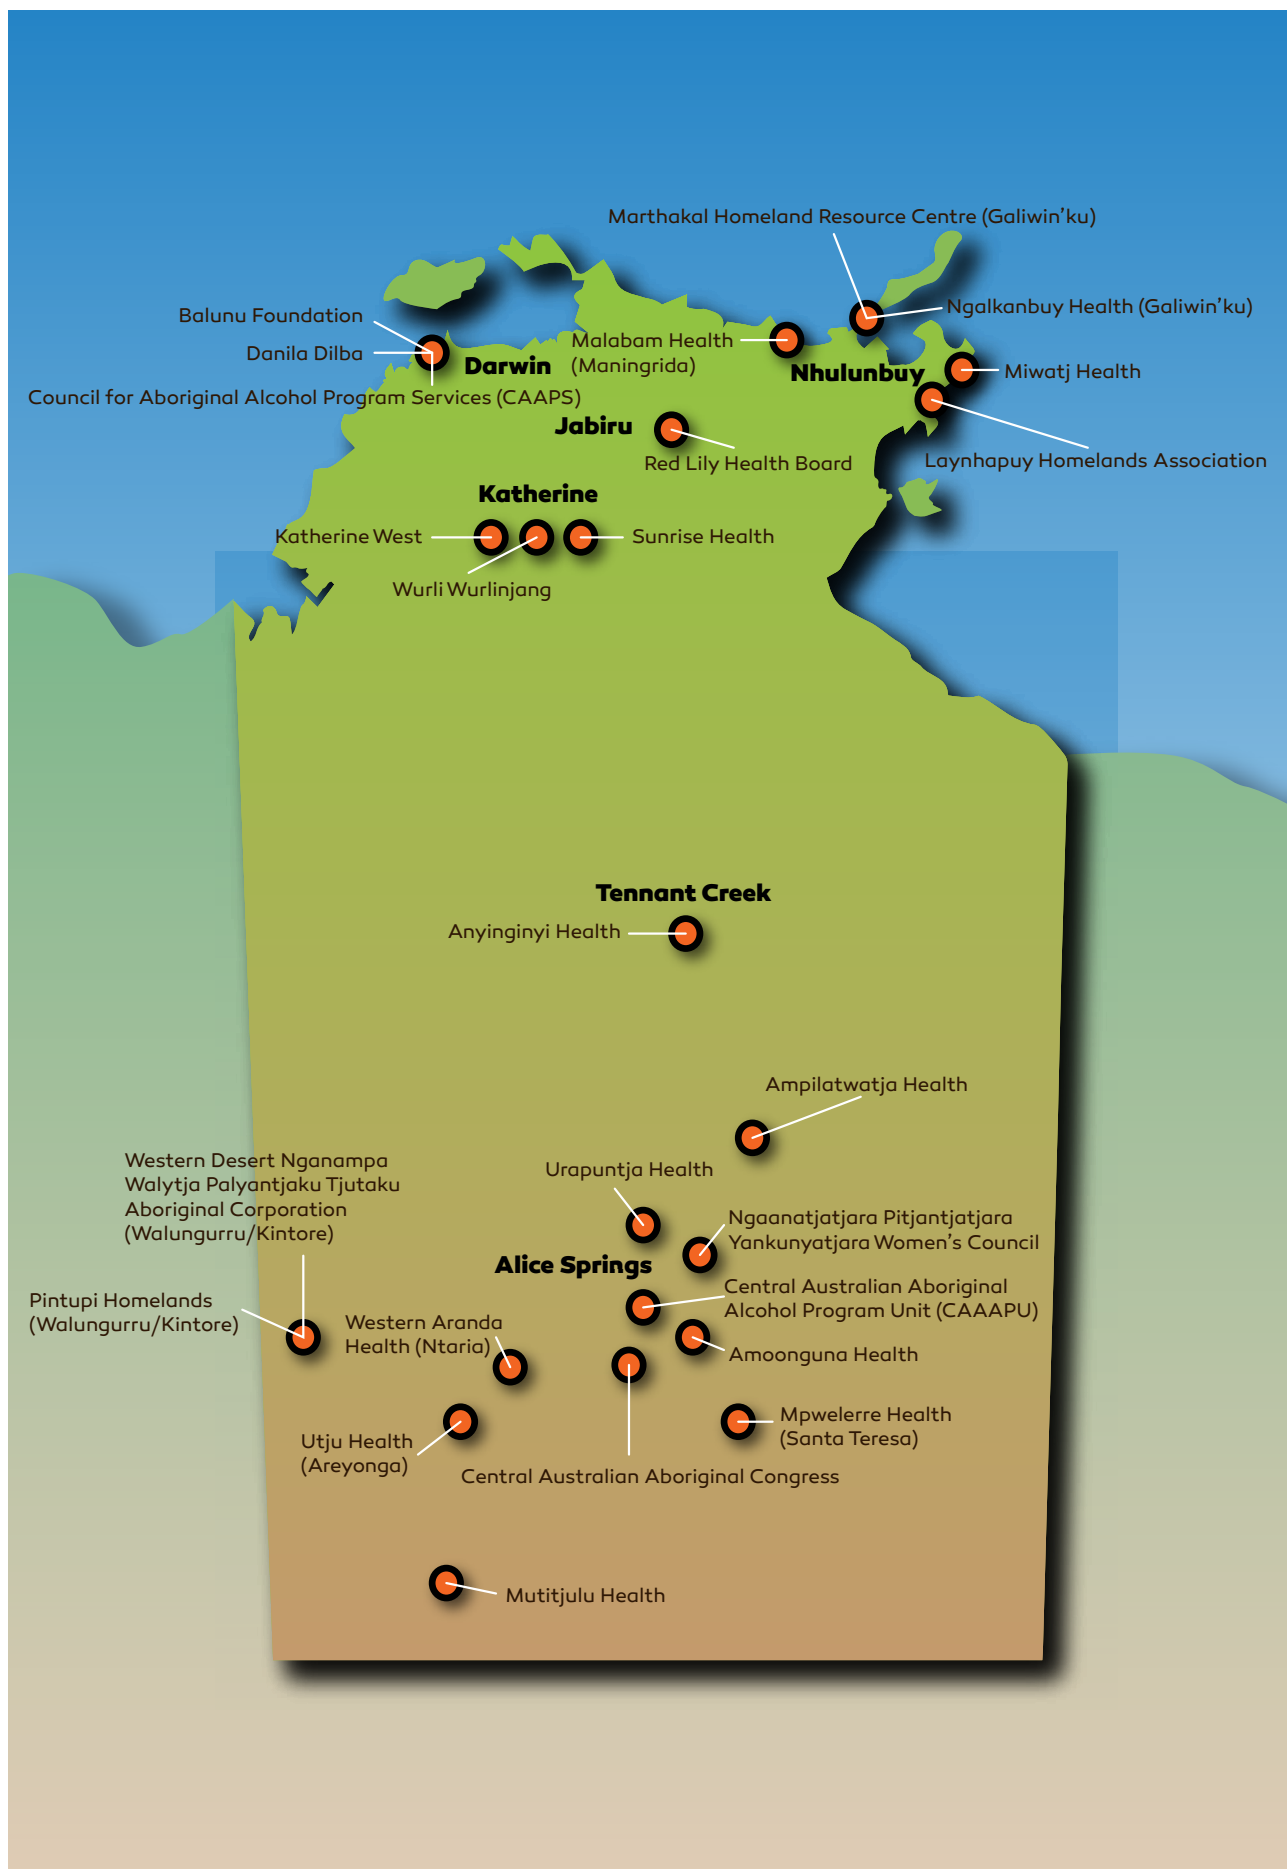 Marthakal Homeland Resource Centre (Galiwin’ku)
Ngalkanbuy Health (Galiwin’ku)
Balunu Foundation
Malabam Health
(Maningrida)
Danila Dilba
Darwin
Nhulunbuy
Miwatj Health
Council for Aboriginal Alcohol Program Services (CAAPS)
Jabiru
Red Lily Health Board
Laynhapuy Homelands Association
Katherine
Katherine West
Sunrise Health
Wurli Wurlinjang
Tennant Creek
Anyinginyi Health
Ampilatwatja Health
Western Desert Nganampa
Walytja Palyantjaku Tjutaku
Aboriginal Corporation
(Walungurru/Kintore)
Urapuntja Health
Ngaanatjatjara Pitjantjatjara
Yankunyatjara Women’s Council
Alice Springs
Central Australian Aboriginal
Alcohol Program Unit (CAAAPU)
Pintupi Homelands
(Walungurru/Kintore)
Western Aranda
Health (Ntaria)
Amoonguna Health
Mpwelerre Health
(Santa Teresa)
Utju Health
(Areyonga)
Central Australian Aboriginal Congress
Mutitjulu Health